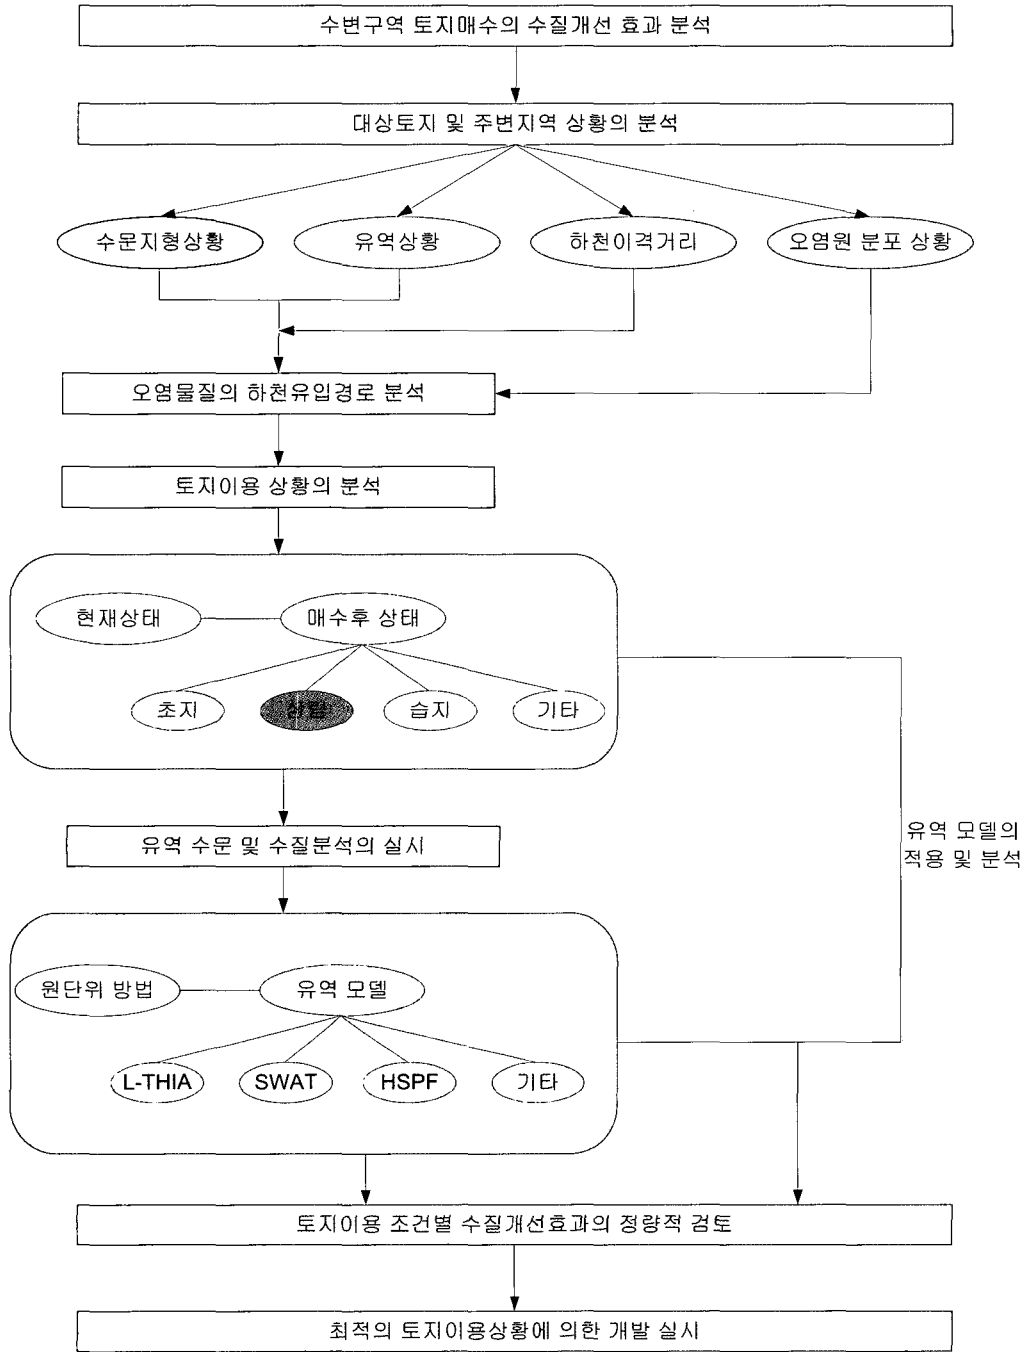 수변구역 토지매수의 수질개선 효과 분석
대상토지 및 주변지역 상황의 분석
수문지형상황
유역상황
하천이격거리
오염원 분포 상황
오염물질의 하천유입경로 분석
토지이용 상황의 분석
현재상태
매수후 상태
초지
산림
습지
기타
유역 수문 및 수질분석의 실시
유역 모델의
적용 및 분석
원단위 방법
유역 모델
L-THIA
SWAT
HSPF
기타
토지이용 조건별 수질개선효과의 정량적 검토
최적의 토지이용상황에 의한 개발 실시